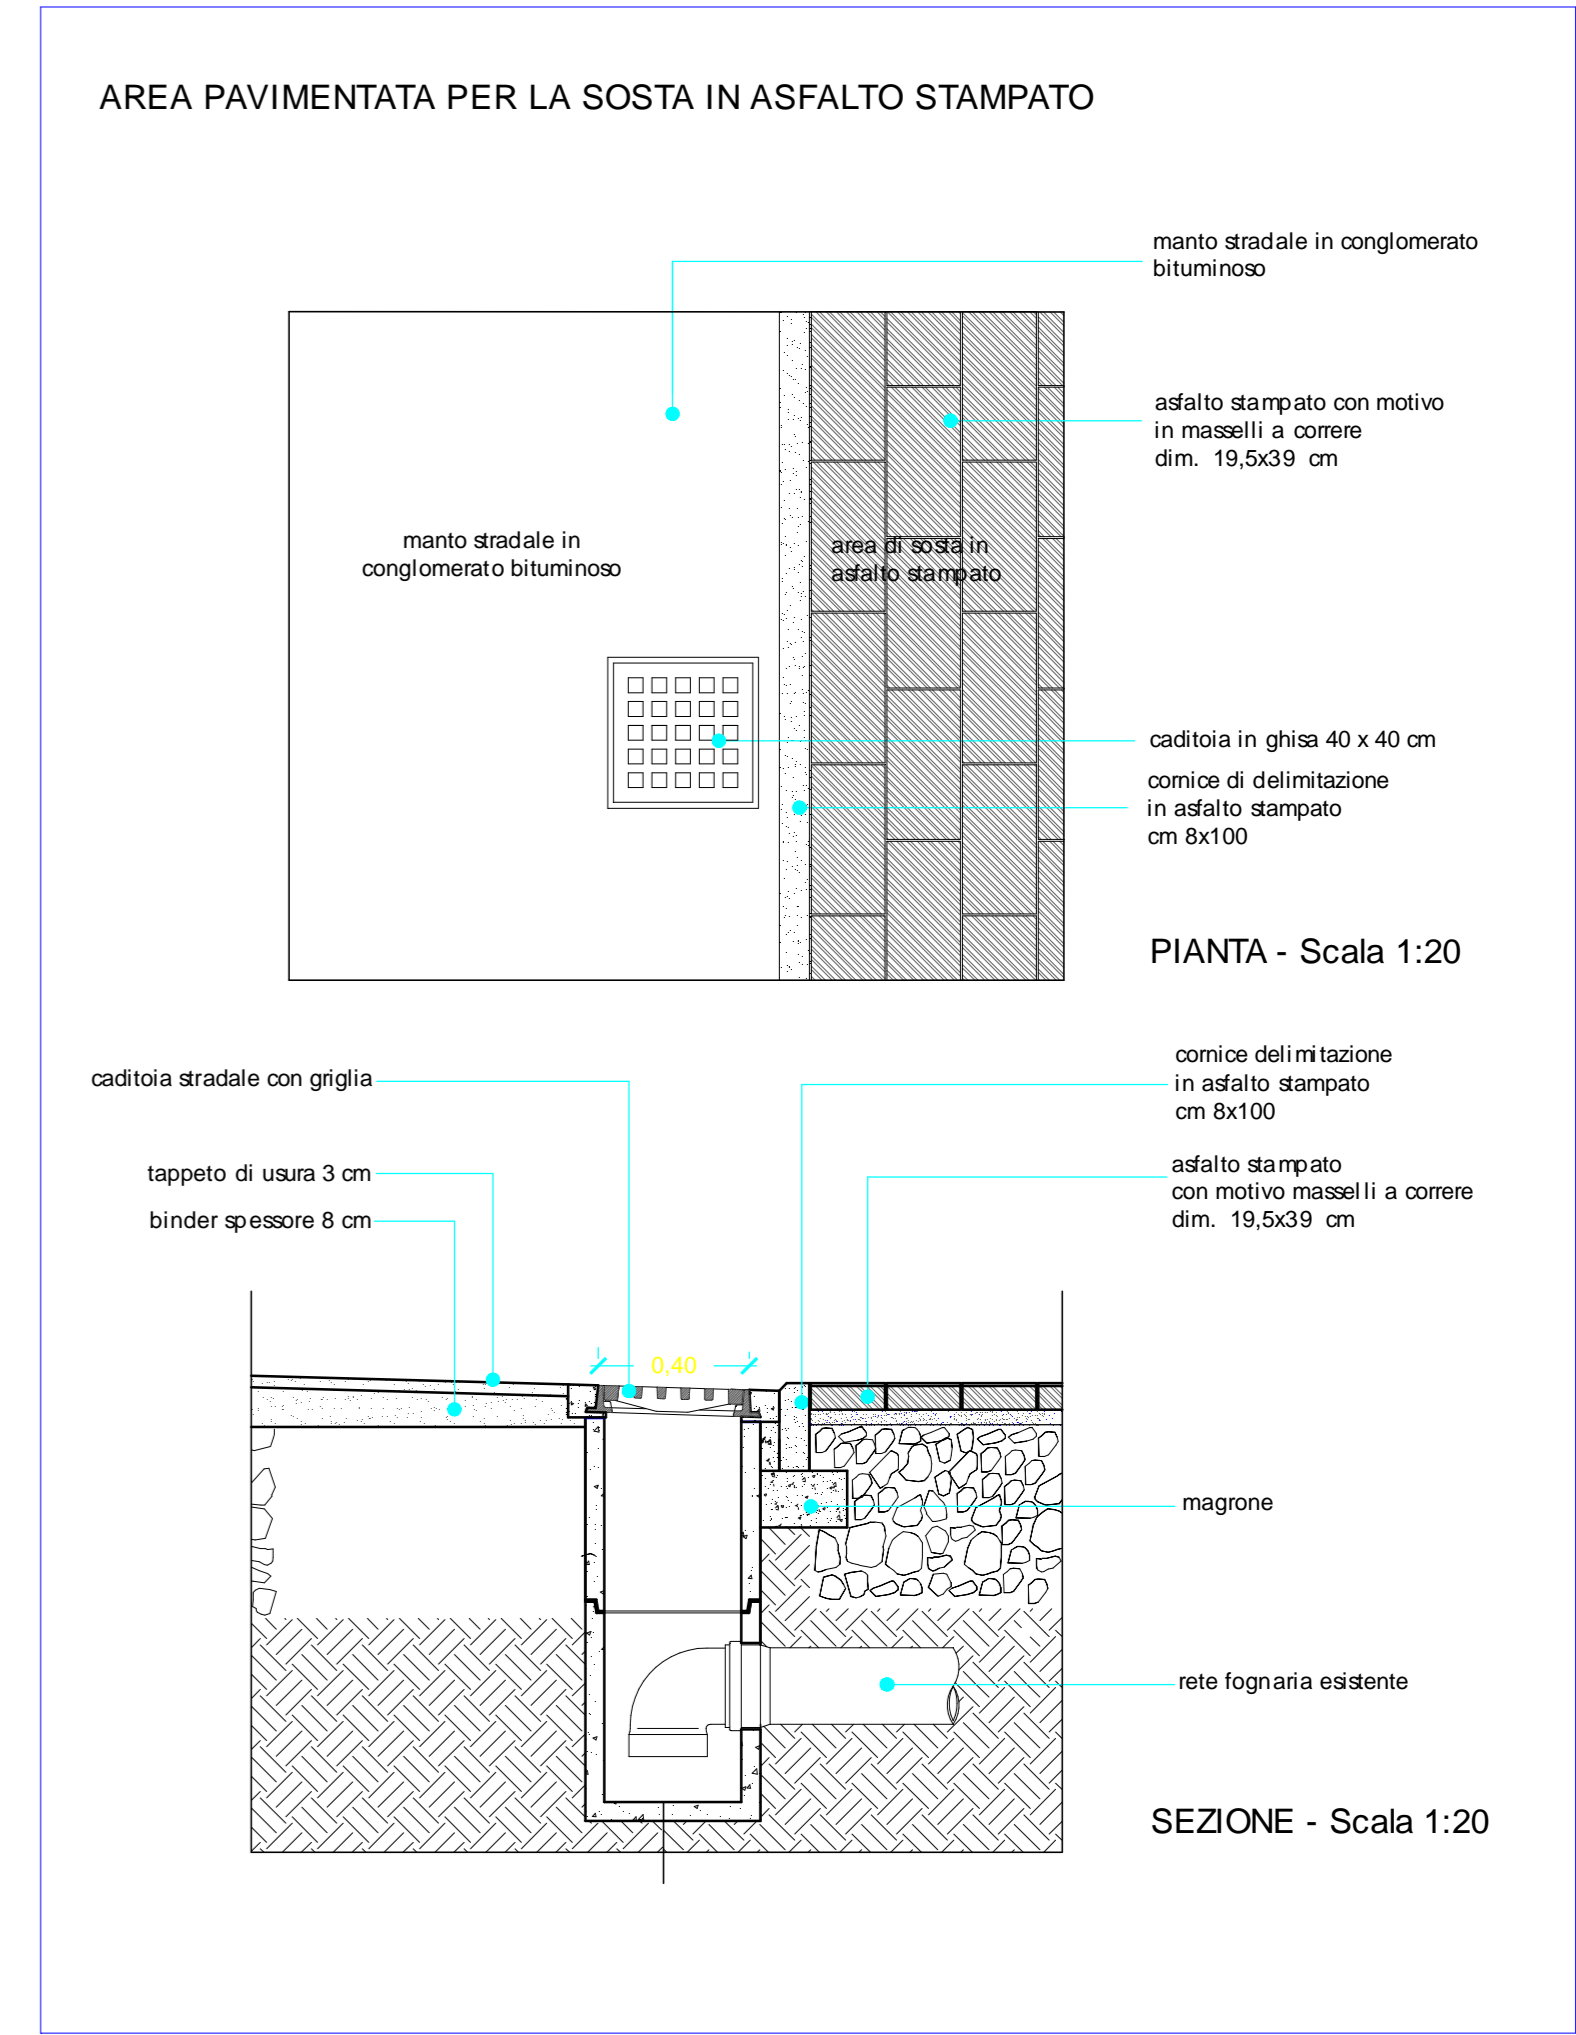 AREA PAVIMENTATA PER LA SOSTA IN ASFALTO STAMPATO
manto stradale in conglomerato
bituminoso
asfalto stampato con motivo
in masselli a correre
dim. 19,5x39 cm
manto stradale in
conglomerato bituminoso
area di sosta in
asfalto stampato
caditoia in ghisa 40 x 40 cm
cornice di delimitazione
in asfalto stampato
cm 8x100
PIANTA - Scala 1:20
caditoia stradale con griglia
tappeto di usura 3 cm
binder spessore 8 cm
cornice delimitazione
in asfalto stampato
cm 8x100
asfalto stampato
con motivo masselli a correre
dim. 19,5x39 cm
0,40
magrone
rete fognaria esistente
SEZIONE - Scala 1:20